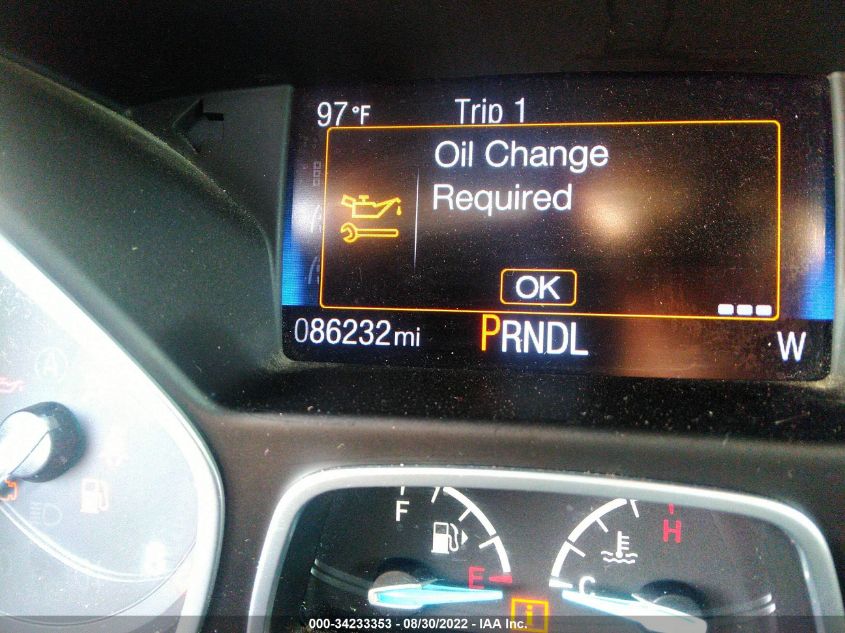 97°F Trip 1
Oil Change
Required
OK
086232mi PRNDL W
A
F H
E C
i
000-34233353 - 08/30/2022 - IAA Inc.